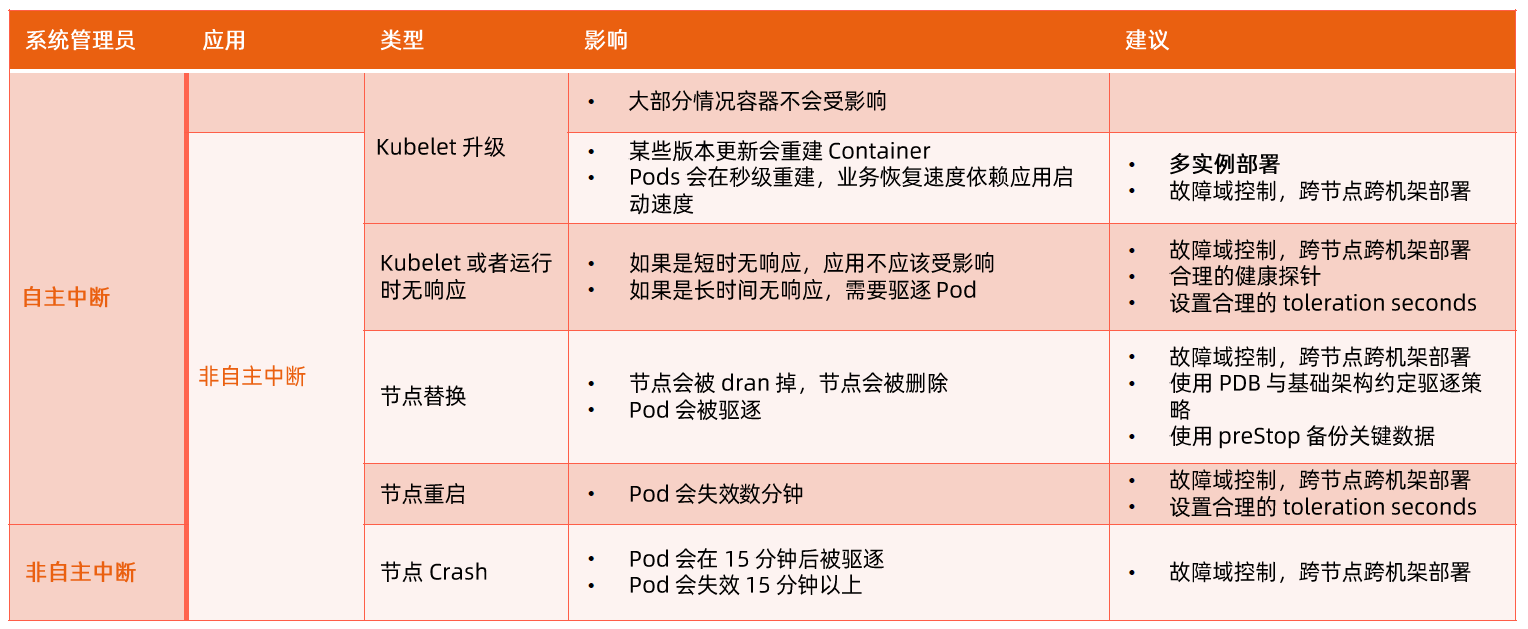 系统管理员 应用 类型 影响 建议
自主中断
非自主中断
Kubelet 升级
• 大部分情况容器不会受影响
• 某些版本更新会重建 Container
• Pods 会在秒级重建，业务恢复速度依赖应用启
动速度
• 多实例部署
• 故障域控制，跨节点跨机架部署
Kubelet 或者运行
时无响应
• 如果是短时无响应，应用不应该受影响
• 如果是长时间无响应，需要驱逐 Pod
• 故障域控制，跨节点跨机架部署
• 合理的健康探针
• 设置合理的 toleration seconds
节点替换
• 节点会被 dran 掉，节点会被删除
• Pod 会被驱逐
• 故障域控制，跨节点跨机架部署
• 使用 PDB 与基础架构约定驱逐策
略
• 使用 preStop 备份关键数据
节点重启
• Pod 会失效数分钟
• 故障域控制，跨节点跨机架部署
• 设置合理的 toleration seconds
非自主中断
节点 Crash
• Pod 会在 15 分钟后被驱逐
• Pod 会失效 15 分钟以上
• 故障域控制，跨节点跨机架部署